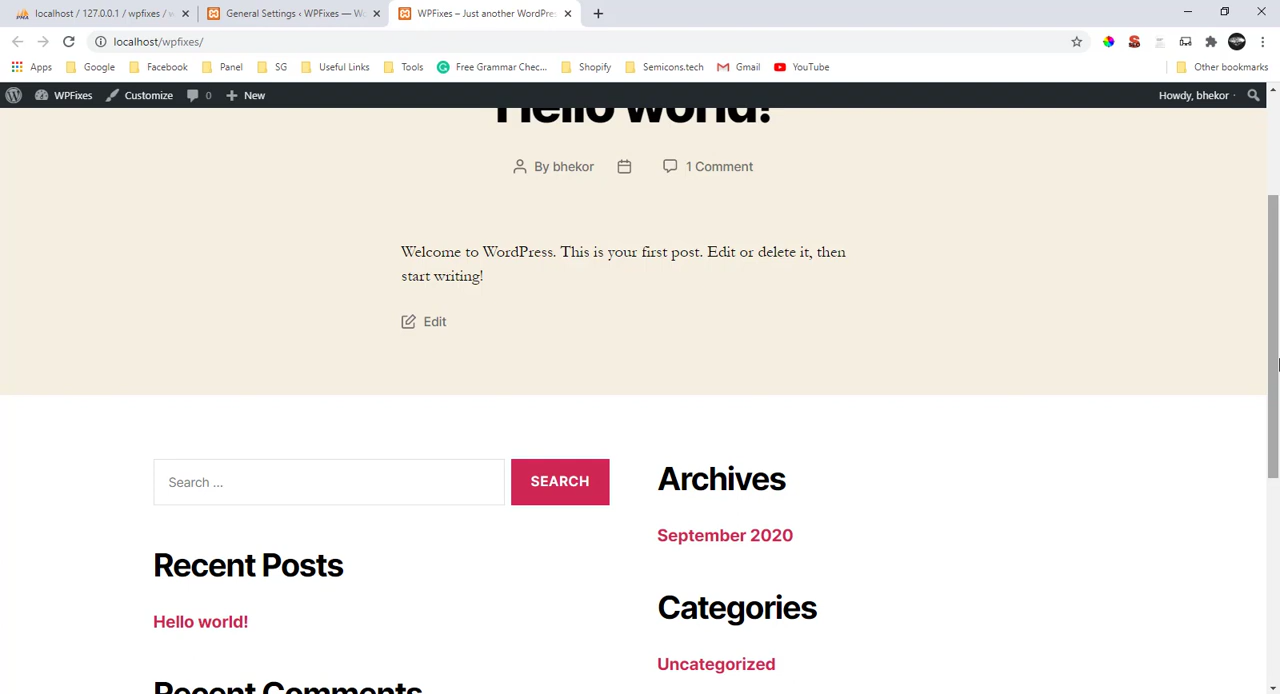 localhost / 127.0.0.1 / wpfixes / w
General Settings ‹ WPFixes — W
WPFixes – Just another WordPre
localhost/wpfixes/
Apps Google Facebook Panel SG Useful Links Tools Free Grammar Chec... Shopify Semicons.tech Gmail YouTube Other bookmarks
WPFixes Customize 0 New Howdy, bhekor
Hello world!
By bhekor 1 Comment
Welcome to WordPress. This is your first post. Edit or delete it, then
start writing!
Edit
Search ... SEARCH
Archives
September 2020
Recent Posts
Hello world!
Categories
Uncategorized
Recent Comments